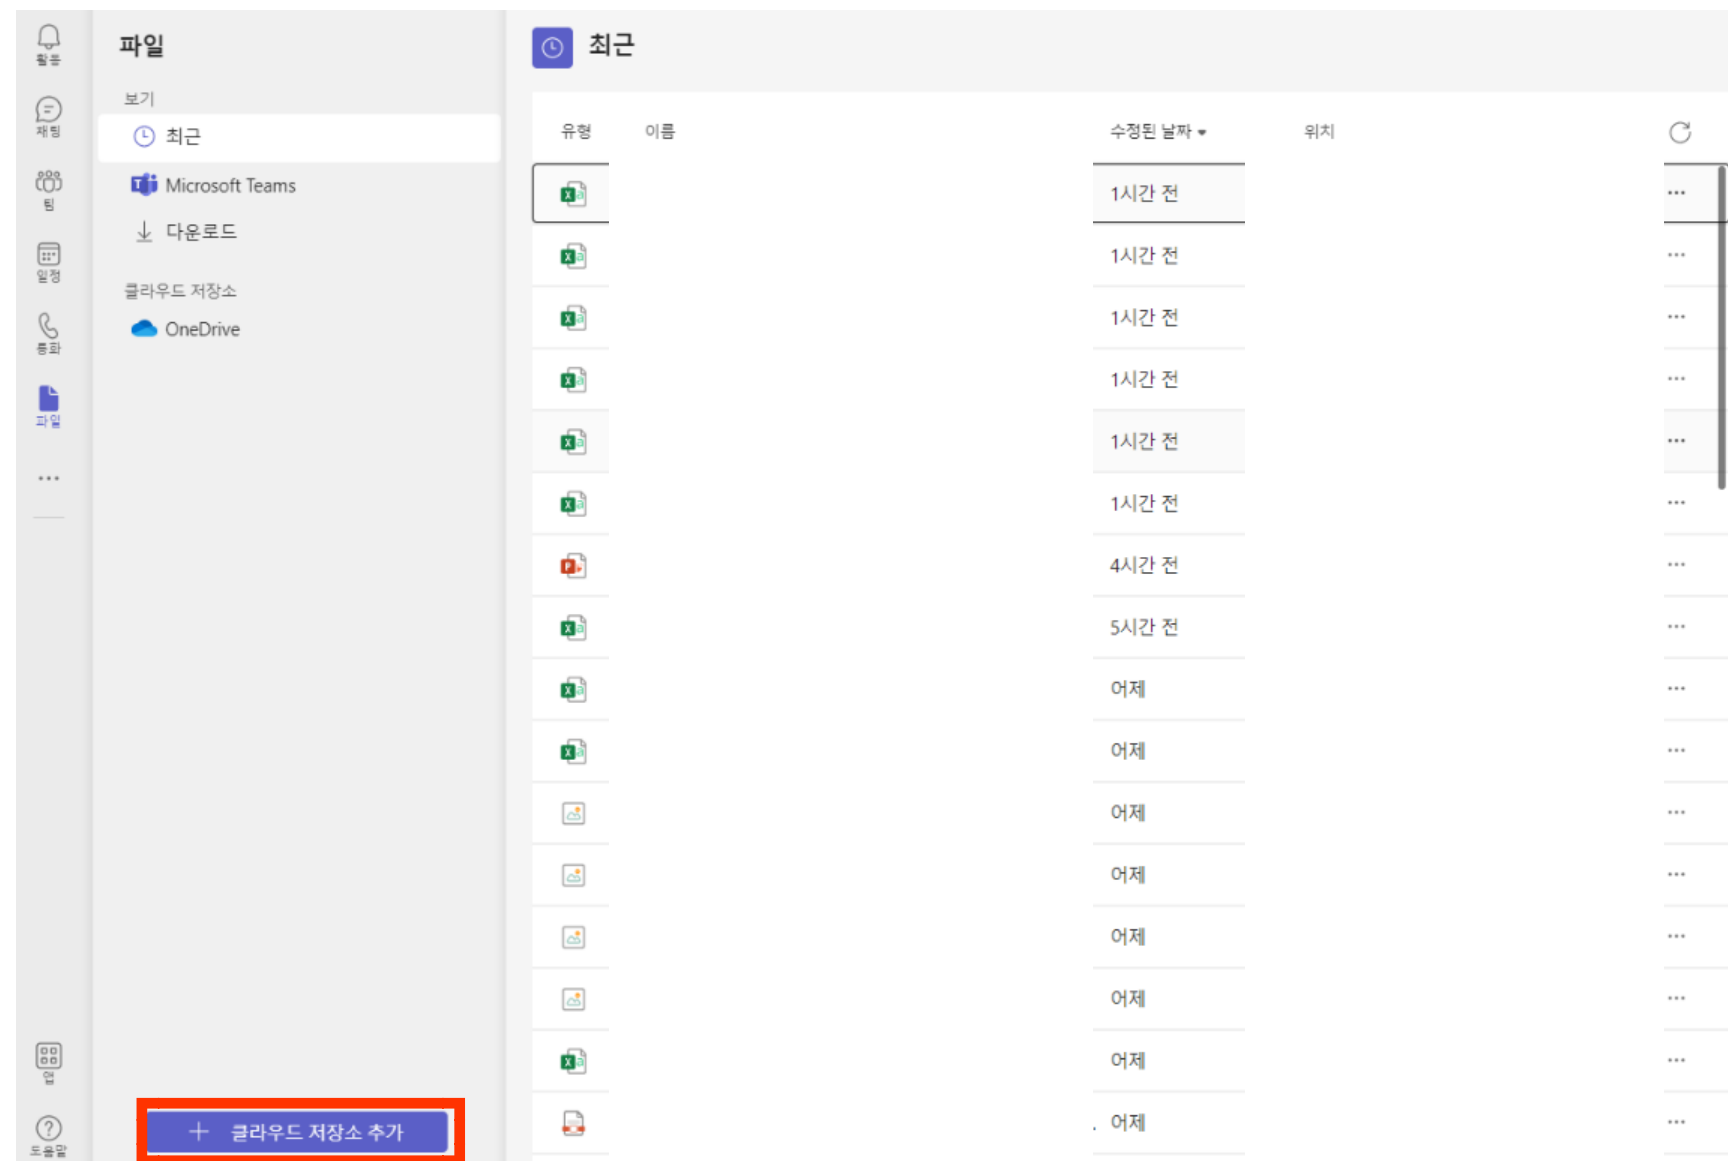 활동
채팅
팀
일정
통화
파일
앱
도움말
파일
보기
최근
Microsoft Teams
다운로드
클라우드 저장소
OneDrive
클라우드 저장소 추가
최근
유형 이름 수정된 날짜 위치
1시간 전
1시간 전
1시간 전
1시간 전
1시간 전
1시간 전
4시간 전
5시간 전
어제
어제
어제
어제
어제
어제
어제
어제